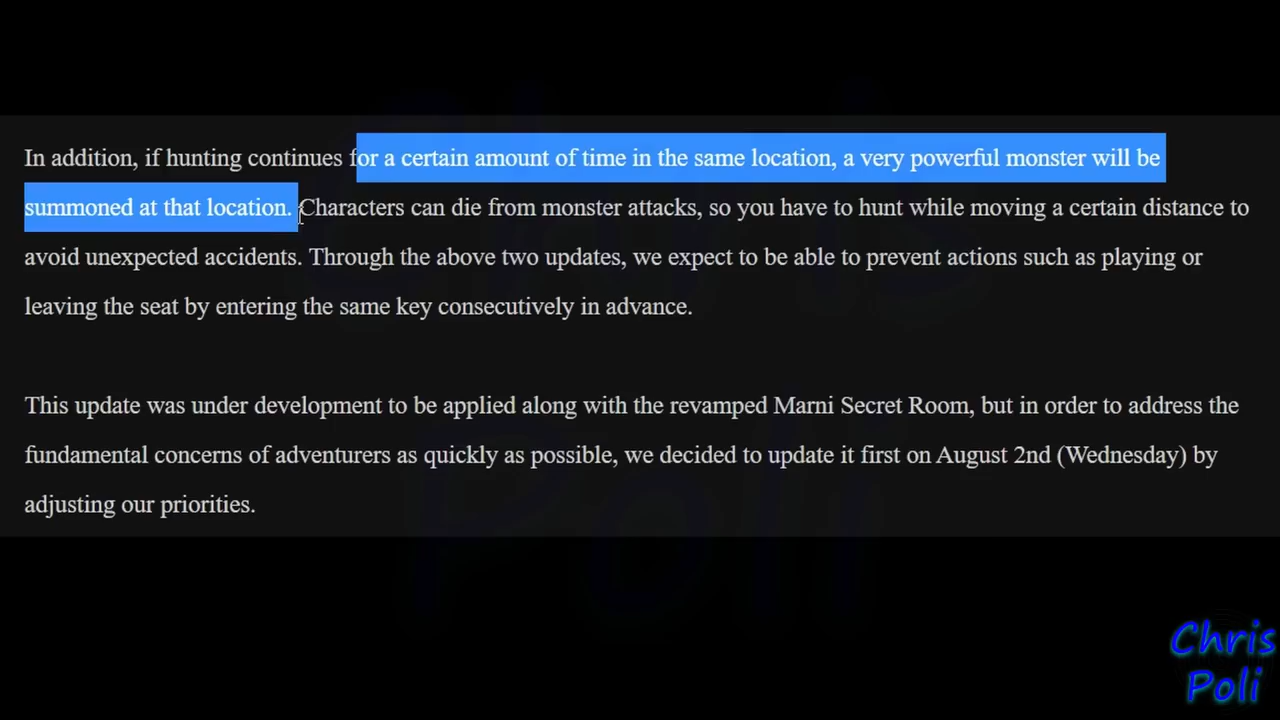 In addition, if hunting continues for a certain amount of time in the same location, a very powerful monster will be
summoned at that location. Characters can die from monster attacks, so you have to hunt while moving a certain distance to
avoid unexpected accidents. Through the above two updates, we expect to be able to prevent actions such as playing or
leaving the seat by entering the same key consecutively in advance.
This update was under development to be applied along with the revamped Marni Secret Room, but in order to address the
fundamental concerns of adventurers as quickly as possible, we decided to update it first on August 2nd (Wednesday) by
adjusting our priorities.
Chris
Poli